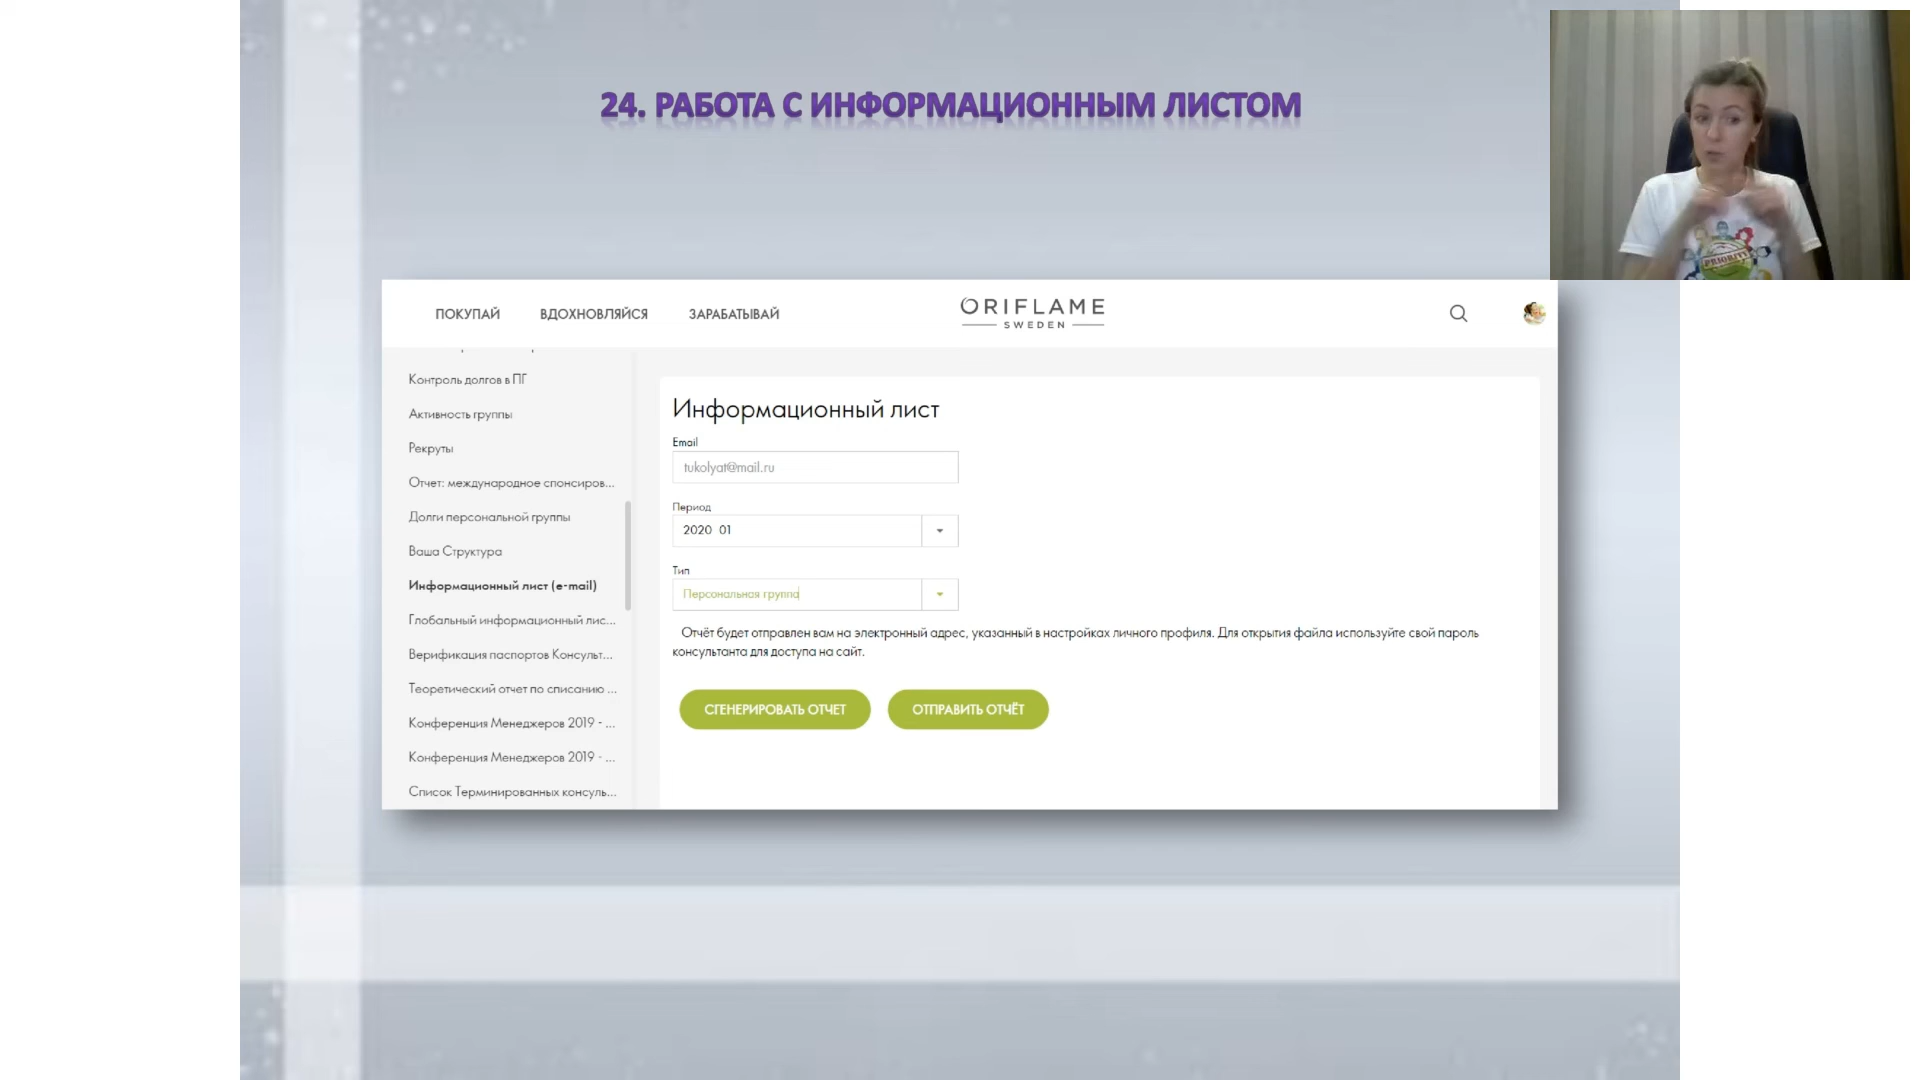 24. РАБОТА С ИНФОРМАЦИОННЫМ ЛИСТОМ
PRIORITY
ПОКУПАЙ
ВДОХНОВЛЯЙСЯ
ЗАРАБАТЫВАЙ
ORIFLAME
SWEDEN
Контроль долгов в ПГ
Активность группы
Рекруты
Отчет: международное спонсиров...
Долги персональной группы
Ваша Структура
Информационный лист (e-mail)
Глобальный информационный лис...
Верификация паспортов Консульт...
Теоретический отчет по списанию ...
Конференция Менеджеров 2019 - ...
Конференция Менеджеров 2019 - ...
Список Терминированных консуль...
Информационный лист
Email
tukolyat@mail.ru
Период
2020 01
Тип
Персональная группа
Отчёт будет отправлен вам на электронный адрес, указанный в настройках личного профиля. Для открытия файла используйте свой пароль
консультанта для доступа на сайт.
СГЕНЕРИРОВАТЬ ОТЧЕТ
ОТПРАВИТЬ ОТЧЁТ